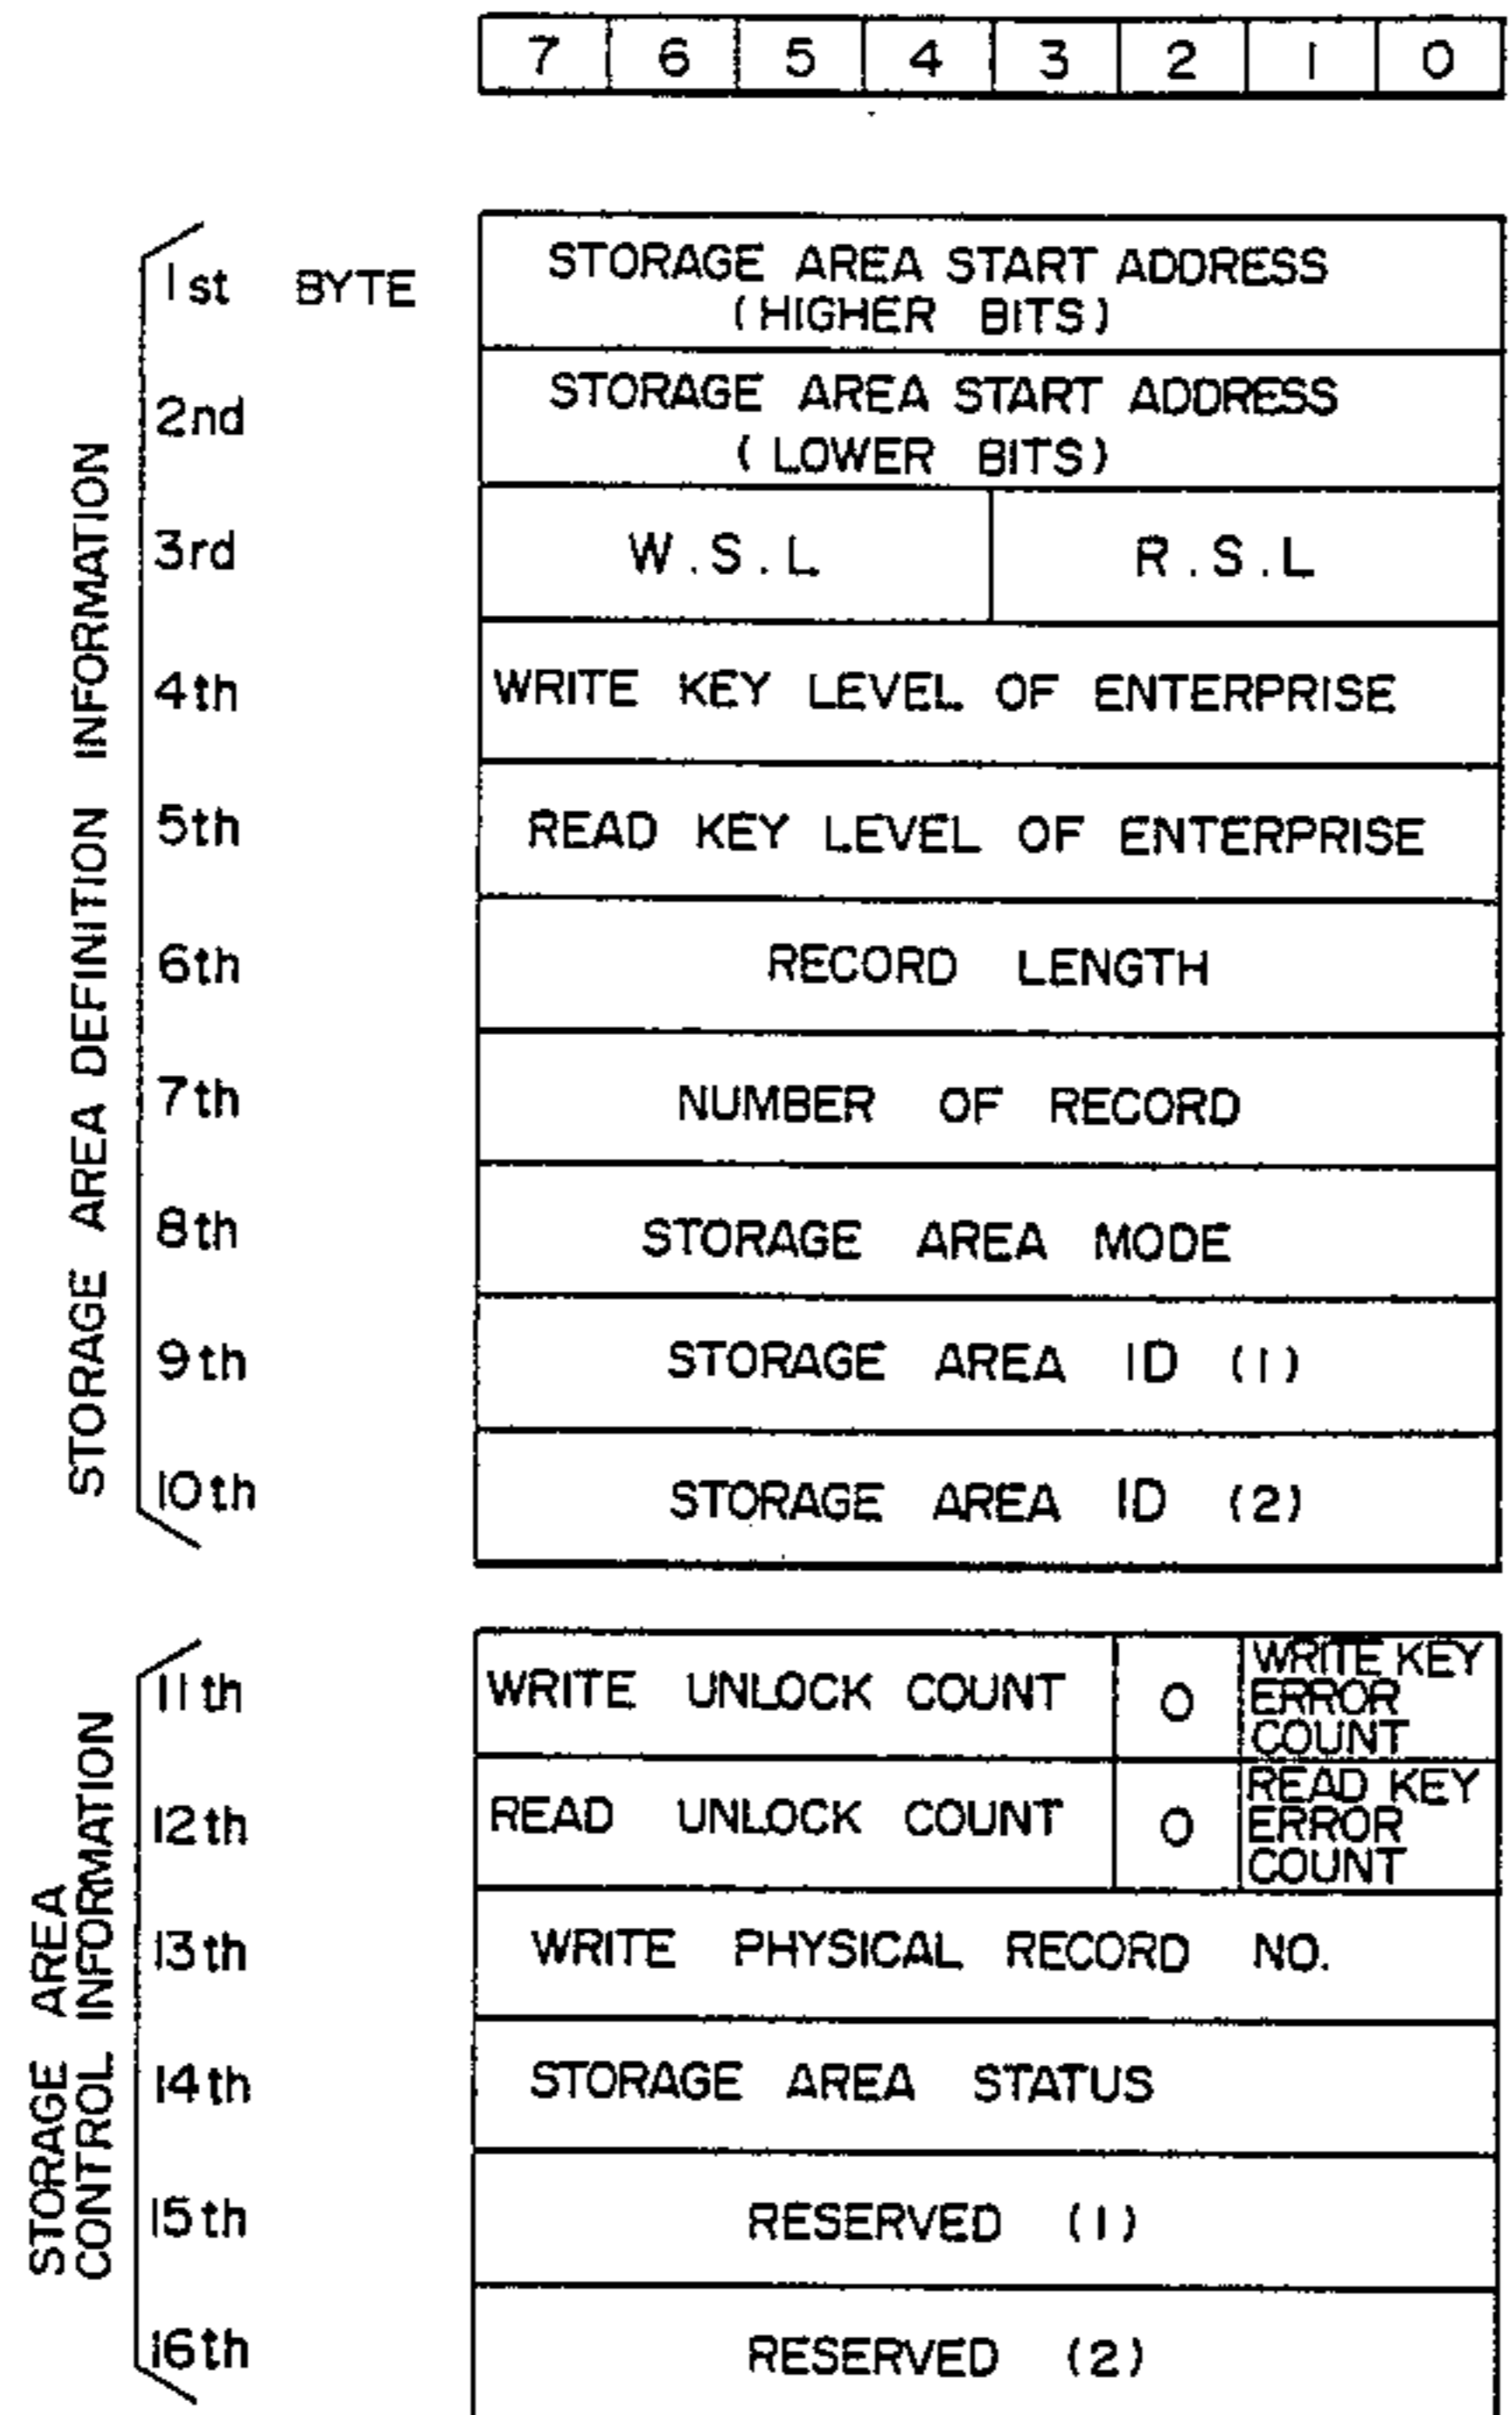 7 6 5 4 3 2 1 0
STORAGE AREA DEFINITION INFORMATION
1st BYTE
STORAGE AREA START ADDRESS
(HIGHER BITS)
2nd
STORAGE AREA START ADDRESS
(LOWER BITS)
3rd
W.S.L
R.S.L
4th
WRITE KEY LEVEL OF ENTERPRISE
5th
READ KEY LEVEL OF ENTERPRISE
6th
RECORD LENGTH
7th
NUMBER OF RECORD
8th
STORAGE AREA MODE
9th
STORAGE AREA ID (1)
10th
STORAGE AREA ID (2)
STORAGE AREA
CONTROL INFORMATION
11th
WRITE UNLOCK COUNT
0
WRITE KEY
ERROR
COUNT
12th
READ UNLOCK COUNT
0
READ KEY
ERROR
COUNT
13th
WRITE PHYSICAL RECORD NO.
14th
STORAGE AREA STATUS
15th
RESERVED (1)
16th
RESERVED (2)